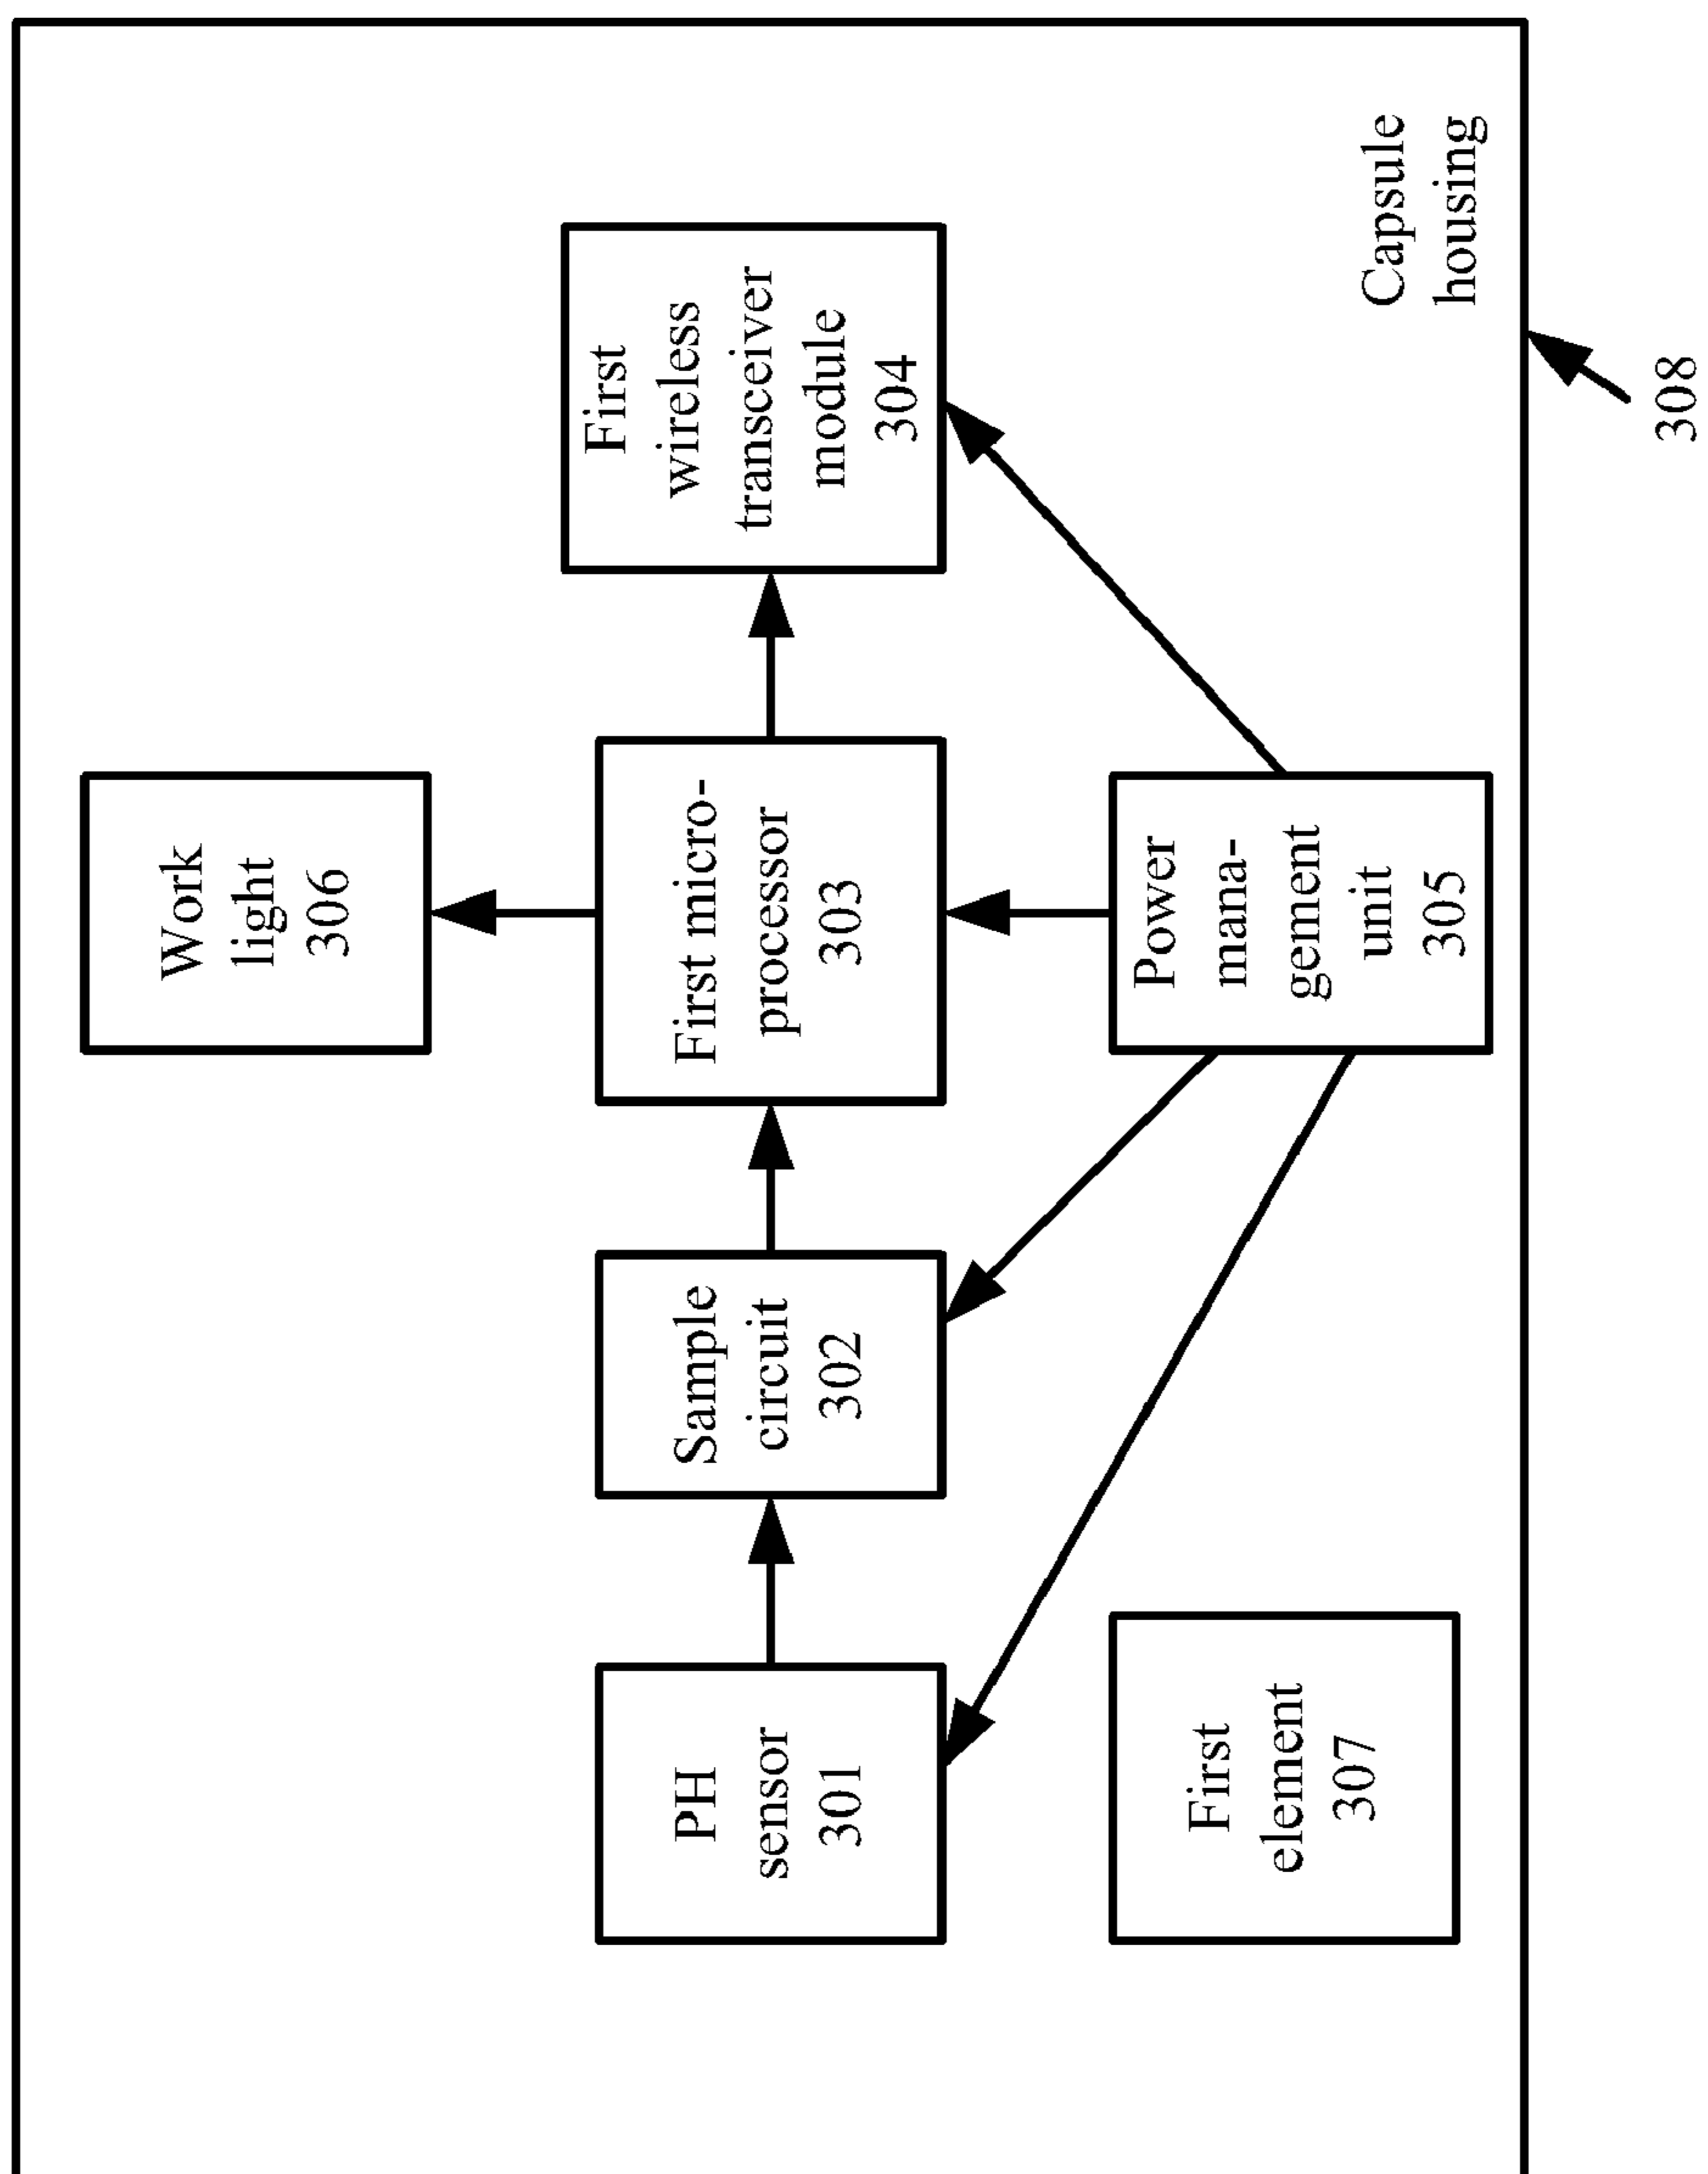 Work
light
306
PH
sensor
301
Sample
circuit
302
First micro-
processor
303
First
wireless
transceiver
module
304
First
element
307
Power
mana-
gement
unit
305
Capsule
housing
308